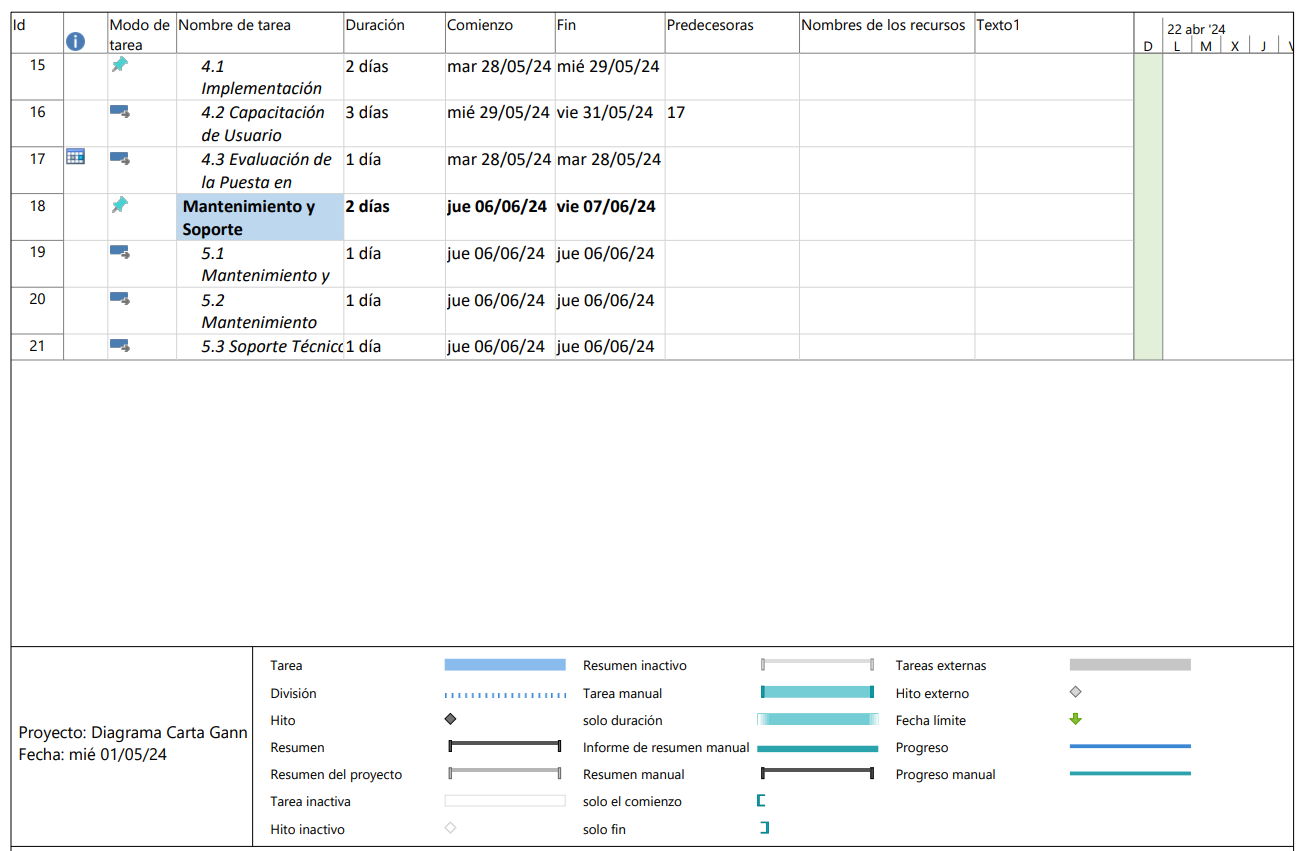 Id Modo de tarea Nombre de tarea Duración Comienzo Fin Predecesoras Nombres de los recursos Texto1
22 abr '24
D L M X J V
15 4.1 Implementación 2 días mar 28/05/24 mié 29/05/24
16 4.2 Capacitación de Usuario 3 días mié 29/05/24 vie 31/05/24 17
17 4.3 Evaluación de la Puesta en 1 día mar 28/05/24 mar 28/05/24
18 Mantenimiento y Soporte 2 días jue 06/06/24 vie 07/06/24
19 5.1 Mantenimiento y 1 día jue 06/06/24 jue 06/06/24
20 5.2 Mantenimiento 1 día jue 06/06/24 jue 06/06/24
21 5.3 Soporte Técnico 1 día jue 06/06/24 jue 06/06/24
Proyecto: Diagrama Carta Gann
Fecha: mié 01/05/24
Tarea
División
Hito
Resumen
Resumen del proyecto
Tarea inactiva
Hito inactivo
Resumen inactivo
Tarea manual
solo duración
Informe de resumen manual
Resumen manual
solo el comienzo
solo fin
Tareas externas
Hito externo
Fecha límite
Progreso
Progreso manual